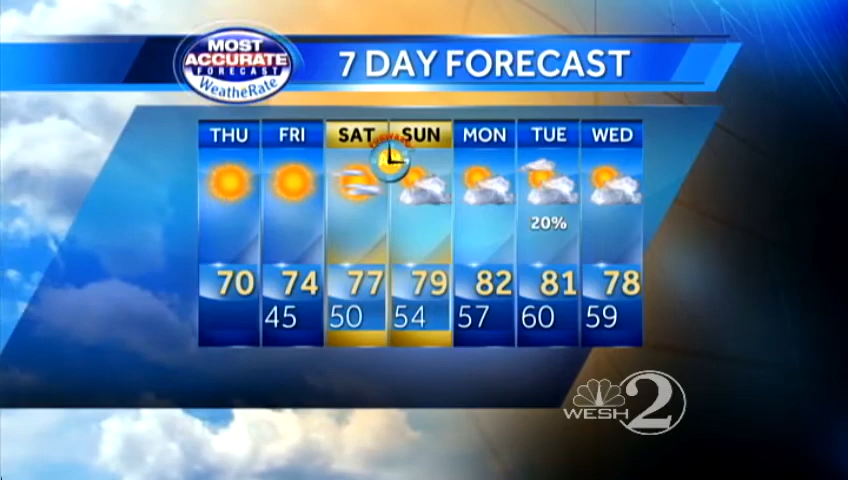 MOST
ACCURATE
FORECAST
WeatheRate
7 DAY FORECAST
THU FRI SAT SUN MON TUE WED
20%
70 74 77 79 82 81 78
45 50 54 57 60 59
WESH 2